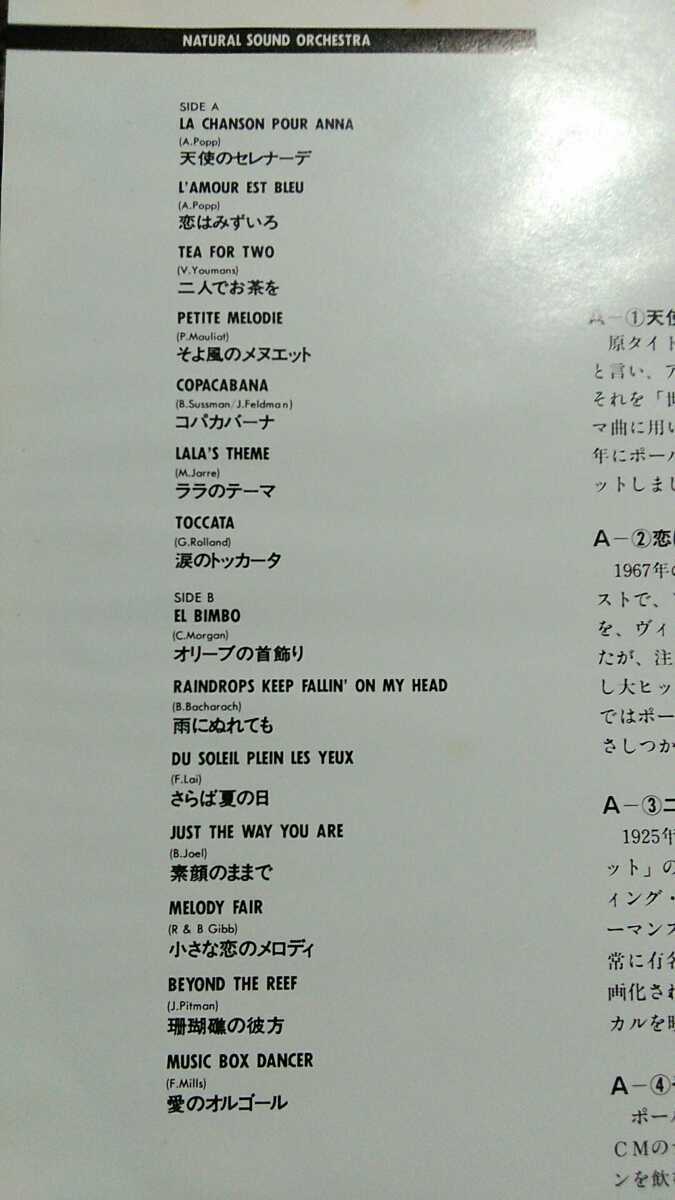 NATURAL SOUND ORCHESTRA
SIDE A
LA CHANSON POUR ANNA
(A.Popp)
天使のセレナーデ
L'AMOUR EST BLEU
(A.Popp)
恋はみずいろ
TEA FOR TWO
(V.Youmans)
二人でお茶を
PETITE MELODIE
(P.Mauliat)
そよ風のメヌエット
COPACABANA
(B.Sussman/J.Feldman)
コパカバーナ
LALA'S THEME
(M.Jarre)
ララのテーマ
TOCCATA
(G.Rolland)
涙のトッカータ
SIDE B
EL BIMBO
(C.Morgan)
オリーブの首飾り
RAINDROPS KEEP FALLIN' ON MY HEAD
(B.Bacharach)
雨にぬれても
DU SOLEIL PLEIN LES YEUX
(F.Lai)
さらば夏の日
JUST THE WAY YOU ARE
(B.Joel)
素顔のままで
MELODY FAIR
(R & B Gibb)
小さな恋のメロディ
BEYOND THE REEF
(J.Pitman)
珊瑚礁の彼方
MUSIC BOX DANCER
(F.Mills)
愛のオルゴール
A-①天使
原タイト
と言い、ア
それを「世
マ曲に用い
年にポール
ットしまし
A-②恋に
1967年の
ストで、
を、ヴィ
たが、注
し大ヒッ
ではポー
さしつか
A-③二
1925年
ット」の
ィング・
ーマンス
常に有名
画化され
カルを
A-④そ
ポール
CMの
ンを飲